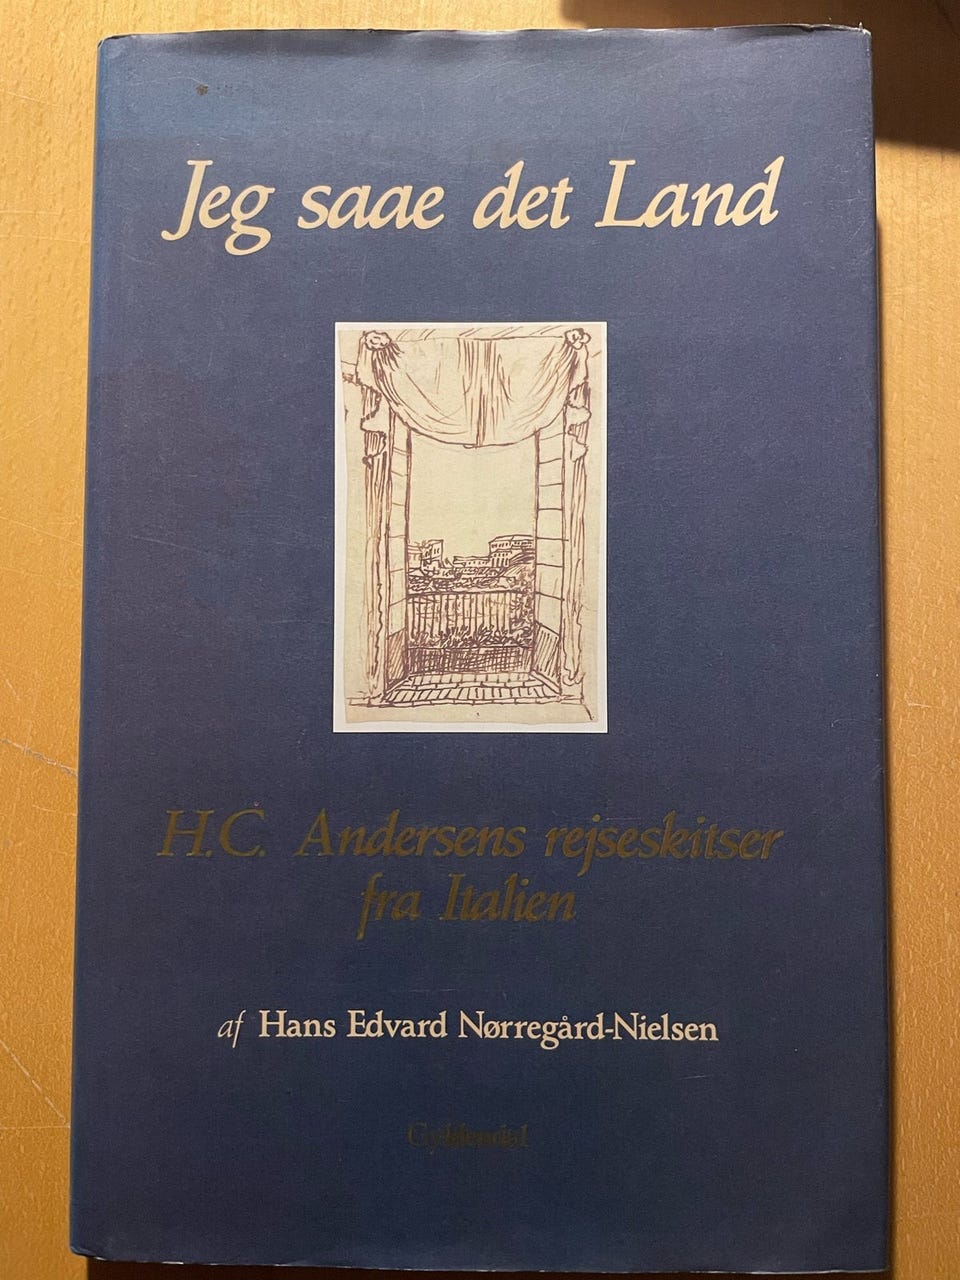 Jeg saae det Land
H.C. Andersens rejseskitser
fra Italien
af Hans Edvard Nørregård-Nielsen
Gyldendal